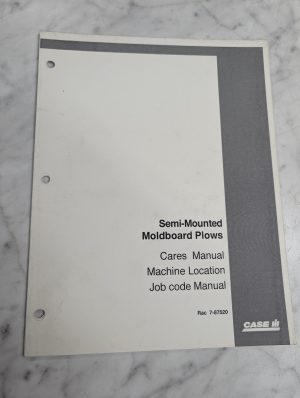 Semi-Mounted
Moldboard Plows
Cares Manual
Machine Location
Job code Manual
Rac 7-87520
CASE IH